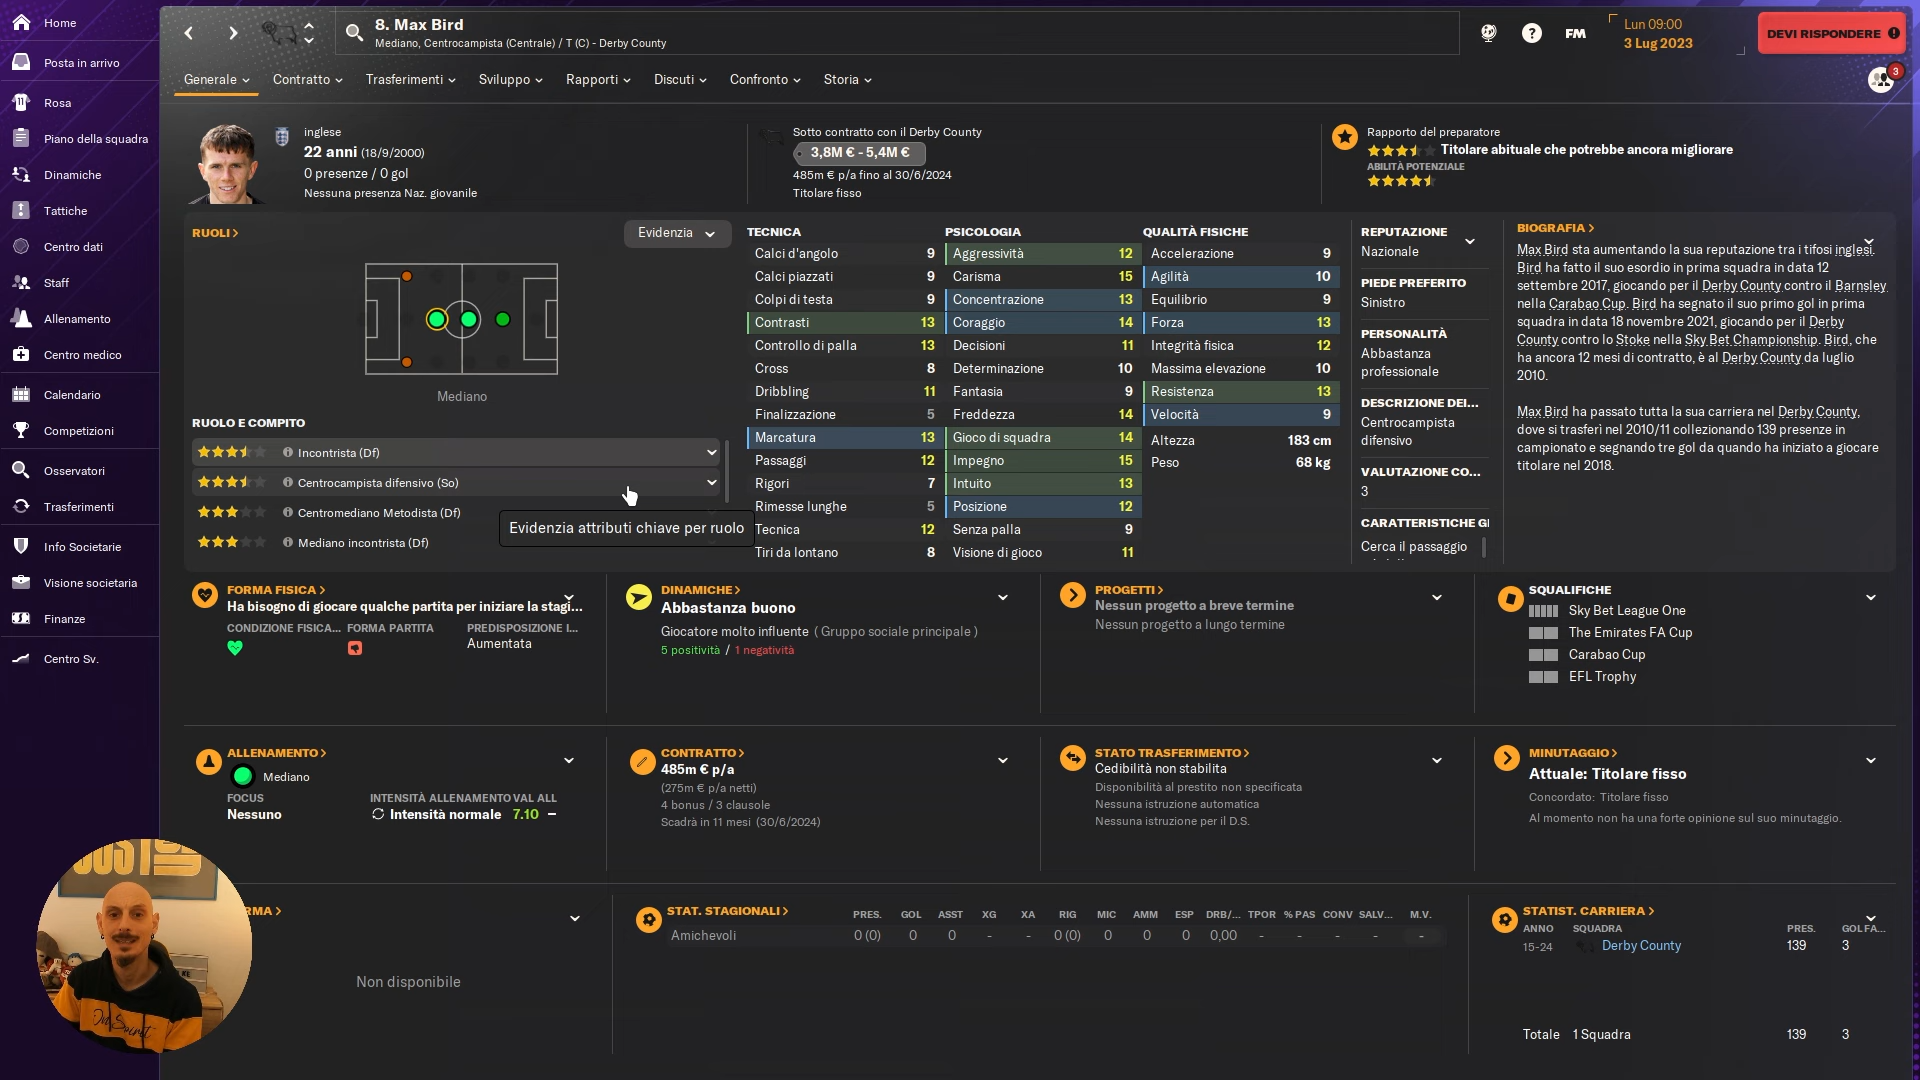 Home
Posta in arrivo
Rosa
Piano della squadra
Dinamiche
Tattiche
Centro dati
Staff
Allenamento
Centro medico
Calendario
Competizioni
Osservatori
Trasferimenti
Info Societarie
Visione societaria
Finanze
Centro Sv.
8. Max Bird
Mediano, Centrocampista (Centrale) / T (C) - Derby County
FM
Lun 09:00
3 Lug 2023
DEVI RISPONDERE
3
Generale
Contratto
Trasferimenti
Sviluppo
Rapporti
Discuti
Confronto
Storia
inglese
22 anni (18/9/2000)
0 presenze / 0 gol
Nessuna presenza Naz. giovanile
Sotto contratto con il Derby County
3,8M € - 5,4M €
485m € p/a fino al 30/6/2024
Titolare fisso
Rapporto del preparatore
Titolare abituale che potrebbe ancora migliorare
ABILITÀ POTENZIALE
RUOLI >
Evidenzia
Mediano
RUOLO E COMPITO
Incontrista (Df)
Centrocampista difensivo (So)
Centromediano Metodista (Df)
Mediano incontrista (Df)
Evidenzia attributi chiave per ruolo
TECNICA
Calci d'angolo 9
Calci piazzati 9
Colpi di testa 9
Contrasti 13
Controllo di palla 13
Cross 8
Dribbling 11
Finalizzazione 5
Marcatura 13
Passaggi 12
Rigori 7
Rimesse lunghe 5
Tecnica 12
Tiri da lontano 8
PSICOLOGIA
Aggressività 12
Carisma 15
Concentrazione 13
Coraggio 14
Decisioni 11
Determinazione 10
Fantasia 9
Freddezza 14
Gioco di squadra 14
Impegno 15
Intuito 13
Posizione 12
Senza palla 9
Visione di gioco 11
QUALITÀ FISICHE
Accelerazione 9
Agilità 10
Equilibrio 9
Forza 13
Integrità fisica 12
Massima elevazione 10
Resistenza 13
Velocità 9
Altezza 183 cm
Peso 68 kg
REPUTAZIONE
Nazionale
PIEDE PREFERITO
Sinistro
PERSONALITÀ
Abbastanza
professionale
DESCRIZIONE DEI...
Centrocampista
difensivo
VALUTAZIONE CO...
3
CARATTERISTICHE GI
Cerca il passaggio
BIOGRAFIA >
Max Bird sta aumentando la sua reputazione tra i tifosi inglesi.
Bird ha fatto il suo esordio in prima squadra in data 12
settembre 2017, giocando per il Derby County contro il Barnsley
nella Carabao Cup. Bird ha segnato il suo primo gol in prima
squadra in data 18 novembre 2021, giocando per il Derby
County contro lo Stoke nella Sky Bet Championship. Bird, che
ha ancora 12 mesi di contratto, è al Derby County da luglio
2010.
Max Bird ha passato tutta la sua carriera nel Derby County,
dove si trasferì nel 2010/11 collezionando 139 presenze in
campionato e segnando tre gol da quando ha iniziato a giocare
titolare nel 2018.
FORMA FISICA >
Ha bisogno di giocare qualche partita per iniziare la stagi...
CONDIZIONE FISICA... FORMA PARTITA PREDISPOSIZIONE I...
Aumentata
DINAMICHE >
Abbastanza buono
Giocatore molto influente ( Gruppo sociale principale )
5 positività / 1 negatività
PROGETTI >
Nessun progetto a breve termine
Nessun progetto a lungo termine
SQUALIFICHE
Sky Bet League One
The Emirates FA Cup
Carabao Cup
EFL Trophy
ALLENAMENTO >
Mediano
FOCUS INTENSITÀ ALLENAMENTO VAL ALL
Nessuno Intensità normale 7.10 –
CONTRATTO >
485m € p/a
(275m € p/a netti)
4 bonus / 3 clausole
Scadrà in 11 mesi (30/6/2024)
STATO TRASFERIMENTO >
Cedibilità non stabilita
Disponibilità al prestito non specificata
Nessuna istruzione automatica
Nessuna istruzione per il D.S.
MINUTAGGIO >
Attuale: Titolare fisso
Concordato: Titolare fisso
Al momento non ha una forte opinione sul suo minutaggio.
RMA >
Non disponibile
STAT. STAGIONALI > PRES. GOL ASST XG XA RIG MIC AMM ESP DRB/... TPOR % PAS CONV SALV... M.V.
Amichevoli 0 (0) 0 0 - - 0 (0) 0 0 0 0,00 - - - - -
STATIST. CARRIERA >
ANNO SQUADRA PRES. GOL FA...
15-24 Derby County 139 3
Totale 1 Squadra 139 3